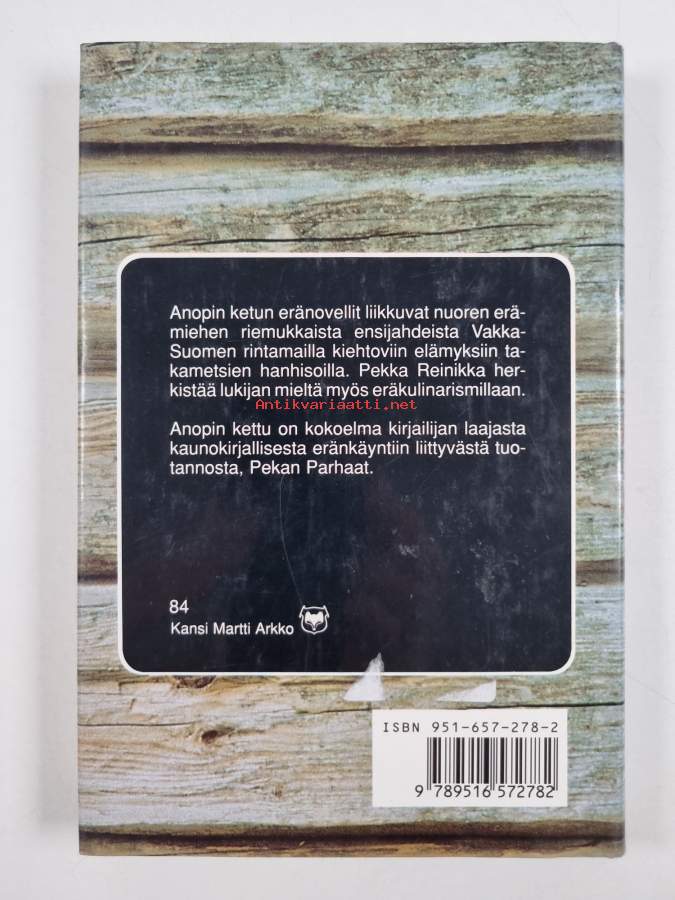 Anopin ketun eränovellit liikkuvat nuoren erä-
miehen riemukkaista ensijahdeista Vakka-
Suomen rintamailla kiehtoviin elämyksiin ta-
kametsien hanhisoilla. Pekka Reinikka her-
kistää lukijan mieltä myös eräkulinarismillaan.
Antikvariaatti.net
Anopin kettu on kokoelma kirjailijan laajasta
kaunokirjallisesta eränkäyntiin liittyvästä tuo-
tannosta, Pekan Parhaat.
84
Kansi Martti Arkko
ISBN 951-657-278-2
9 789516 572782